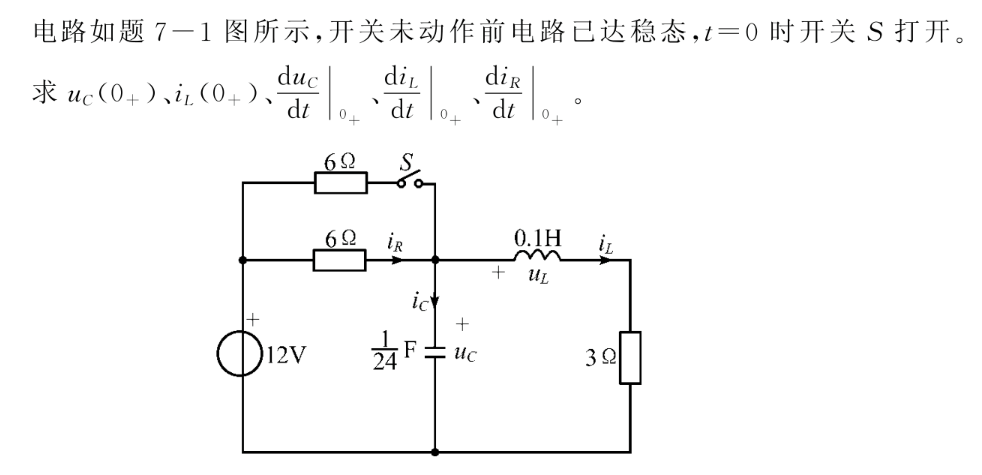 电路如题 7-1 图所示,开关未动作前电路已达稳态,t=0 时开关 S 打开。
求 u_C(0_+)、i_L(0_+)、du_C/dt|_{0_+}、di_L/dt|_{0_+}、di_R/dt|_{0_+}。
6Ω S
6Ω i_R 0.1H i_L
+ u_L
i_C
+ +
12V 1/24 F u_C 3Ω